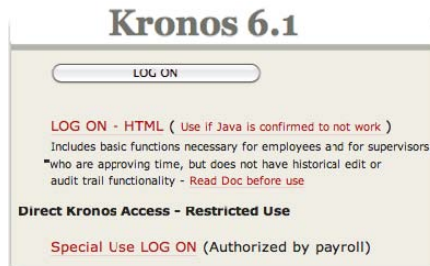 Kronos 6.1
LOG ON
LOG ON - HTML ( Use if Java is confirmed to not work )
Includes basic functions necessary for employees and for supervisors
who are approving time, but does not have historical edit or
audit trail functionality - Read Doc before use
Direct Kronos Access - Restricted Use
Special Use LOG ON (Authorized by payroll)